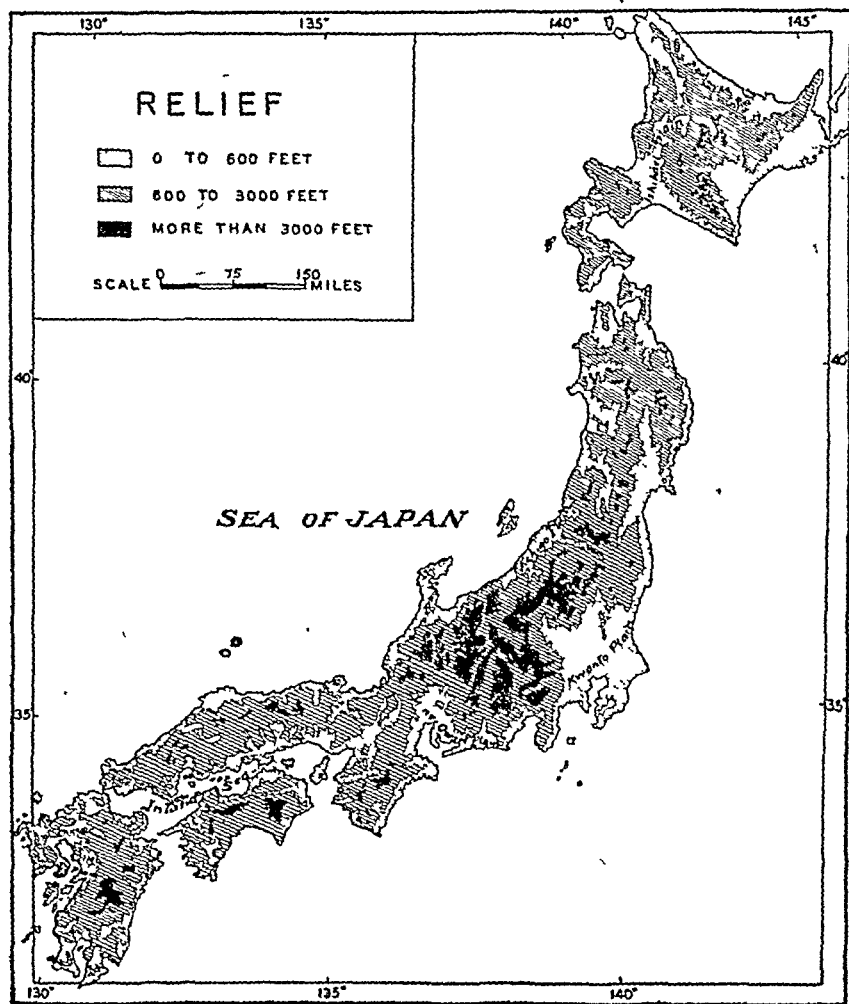 130° 135° 140° 145°
RELIEF
0 TO 600 FEET
600 TO 3000 FEET
MORE THAN 3000 FEET
SCALE 0 75 150 MILES
40° 40°
SEA OF JAPAN
Kwanto Plain
35° 35°
Inland Sea
130° 135° 140°